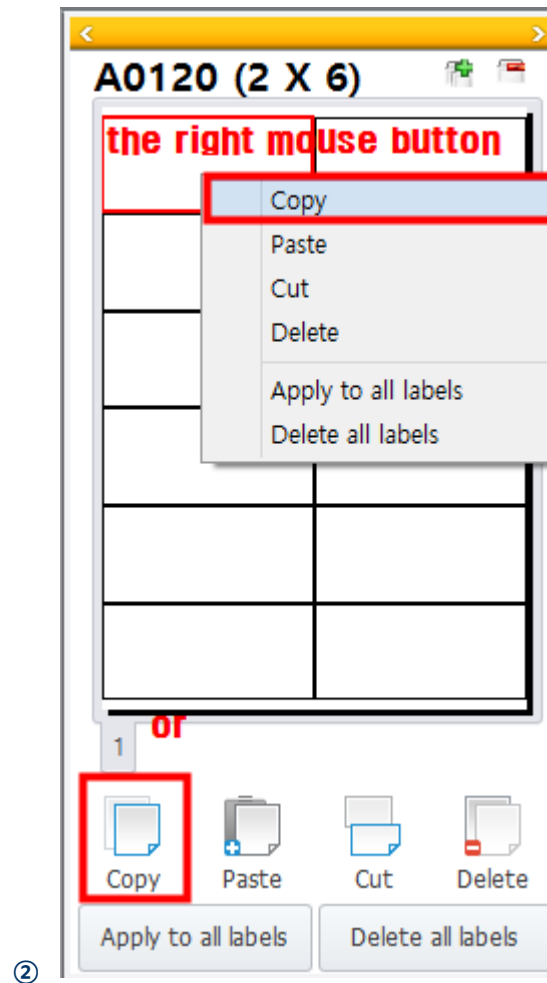 A0120 (2 X 6)
the right mouse button
Copy
Paste
Cut
Delete
Apply to all labels
Delete all labels
1
or
Copy Paste Cut Delete
Apply to all labels Delete all labels
②